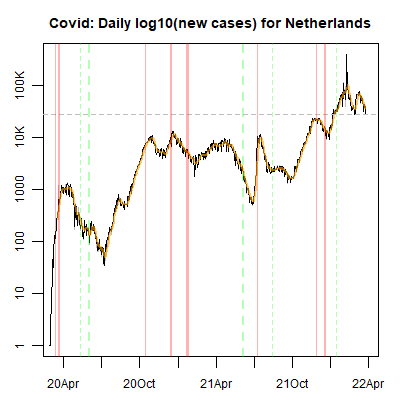 Covid: Daily log10(new cases) for Netherlands
100K
10K
1000
100
10
1
20Apr 20Oct 21Apr 21Oct 22Apr